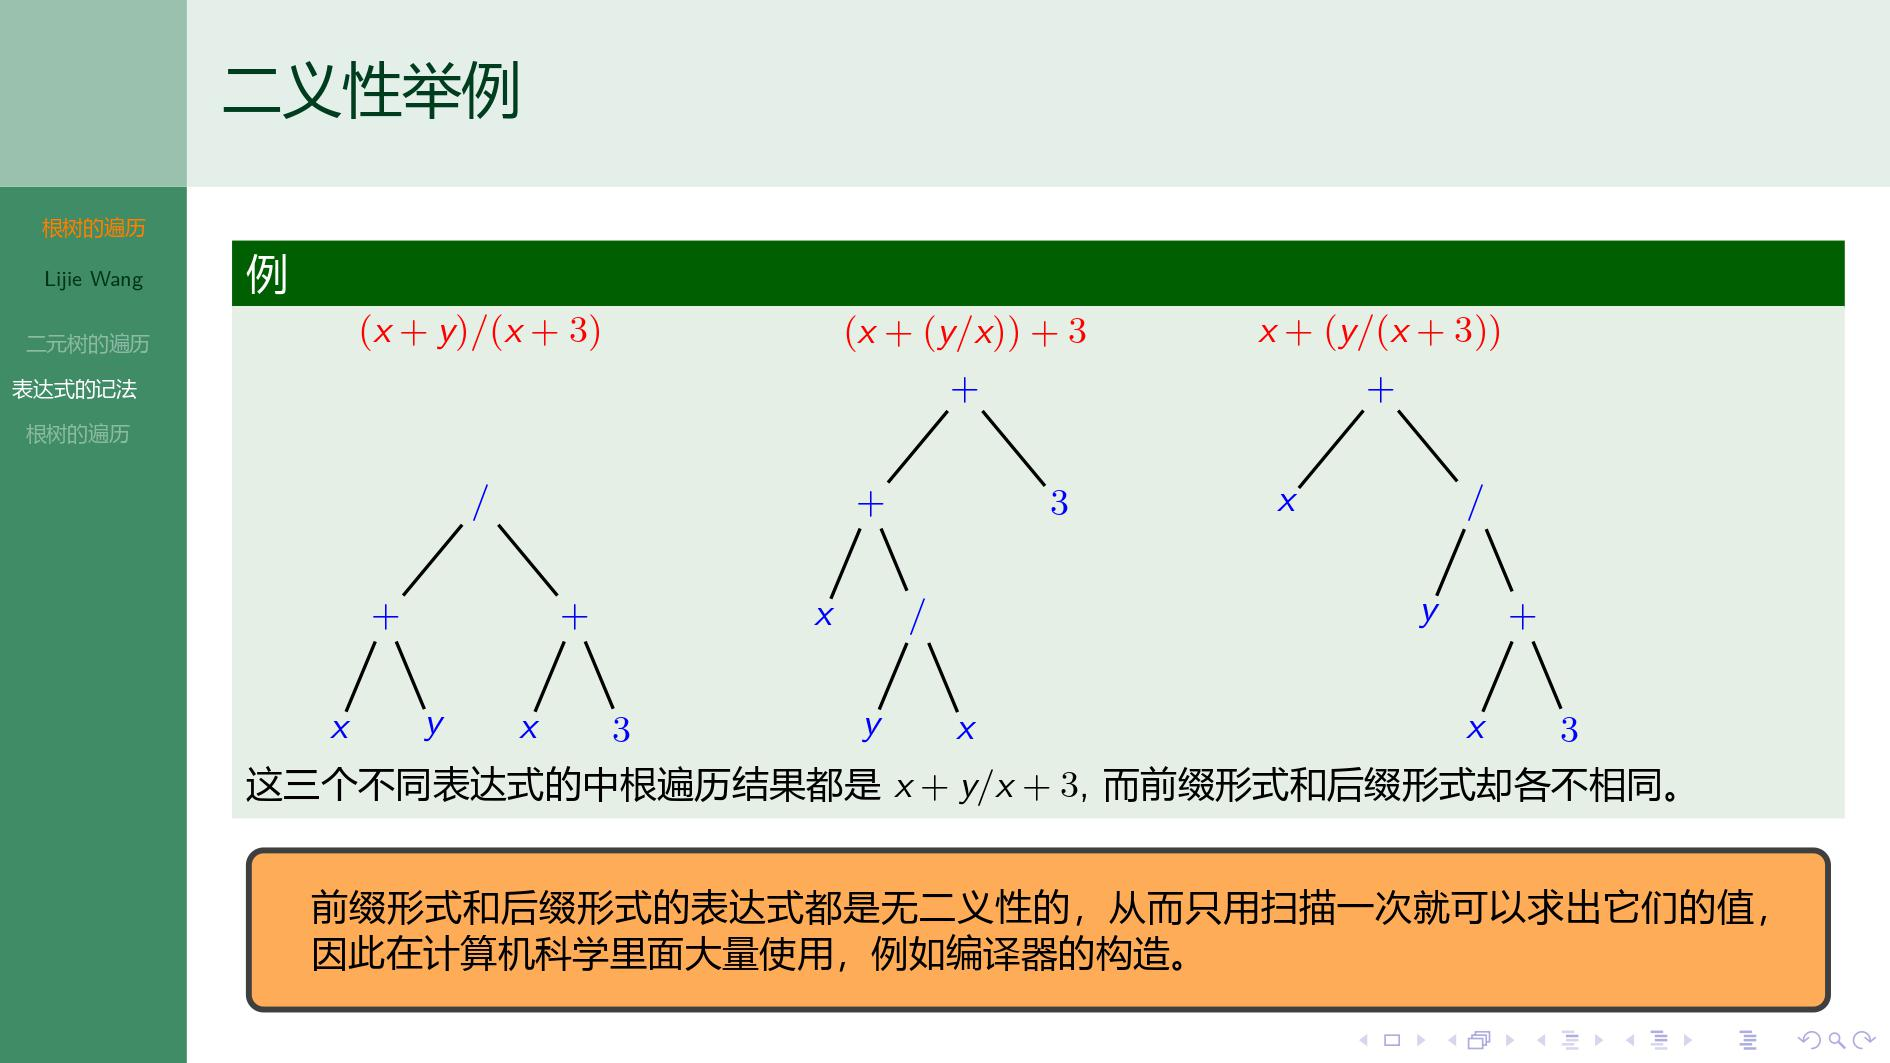 二义性举例
根树的遍历
Lijie Wang
二元树的遍历
表达式的记法
根树的遍历
例
(x + y)/(x + 3)
(x + (y/x)) + 3
x + (y/(x + 3))
/
+ +
x y x 3
+
+ 3
x /
y x
+
x /
y +
x 3
这三个不同表达式的中根遍历结果都是 x + y/x + 3, 而前缀形式和后缀形式却各不相同。
前缀形式和后缀形式的表达式都是无二义性的，从而只用扫描一次就可以求出它们的值，
因此在计算机科学里面大量使用，例如编译器的构造。